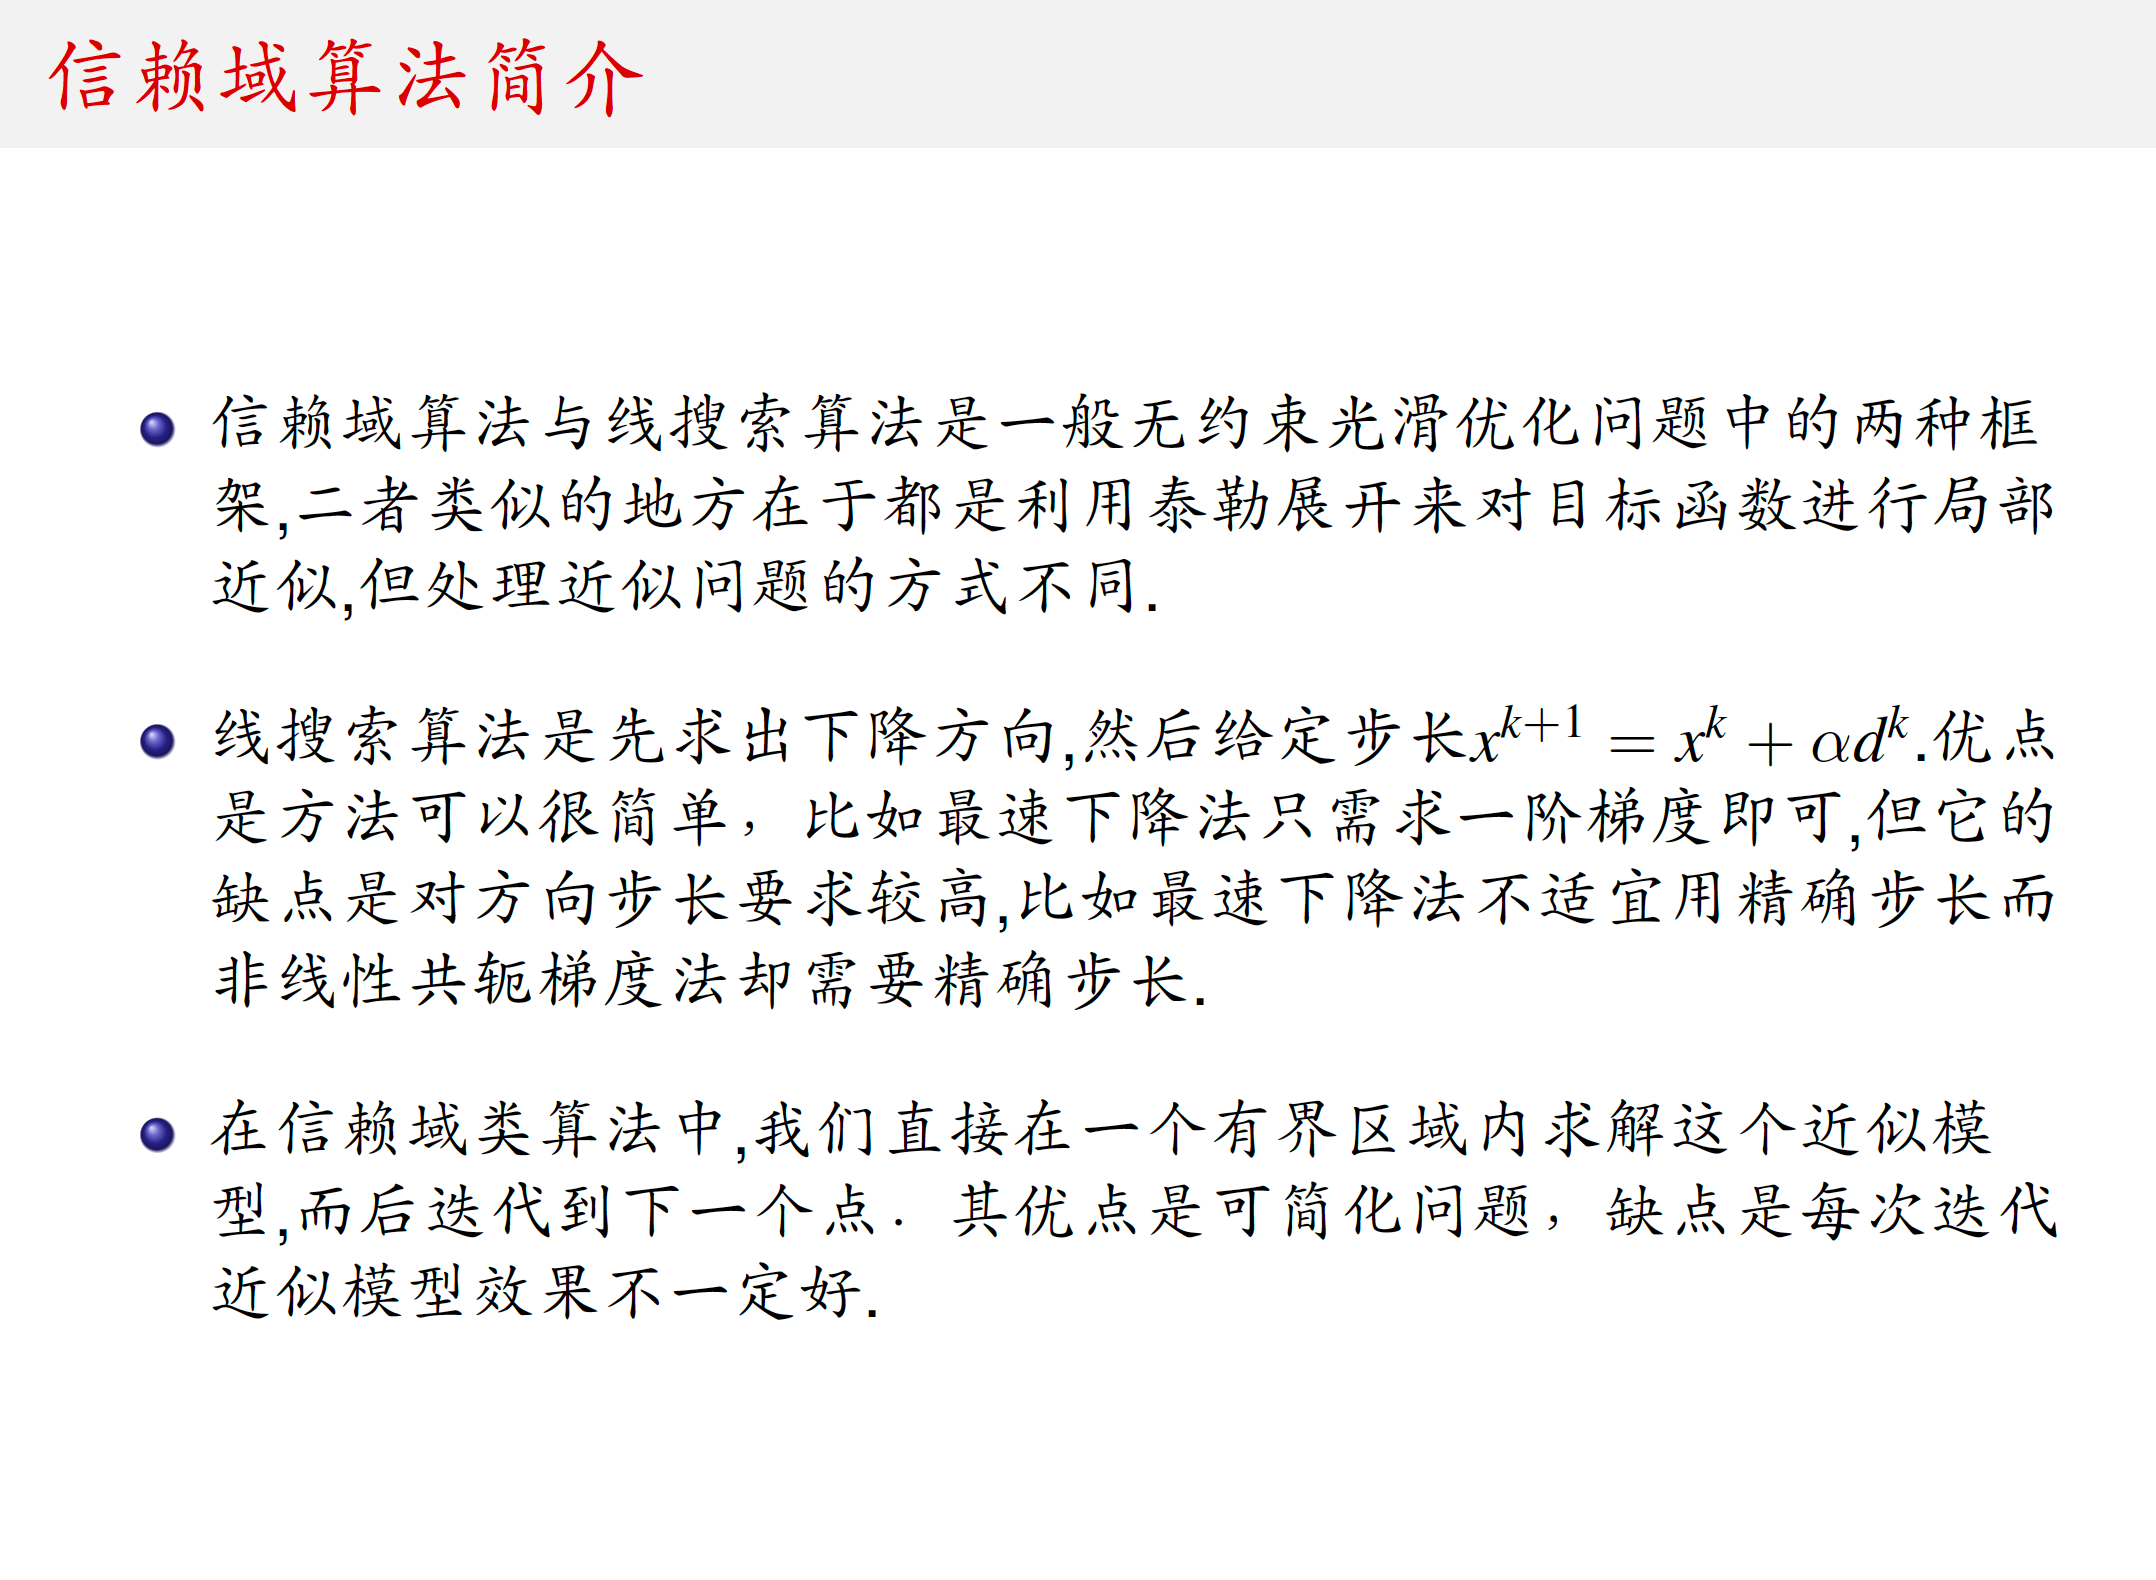 信赖域算法简介
信赖域算法与线搜索算法是一般无约束光滑优化问题中的两种框
架,二者类似的地方在于都是利用泰勒展开来对目标函数进行局部
近似,但处理近似问题的方式不同.
线搜索算法是先求出下降方向,然后给定步长$x^{k+1} = x^k + \alpha d^k$.优点
是方法可以很简单，比如最速下降法只需求一阶梯度即可,但它的
缺点是对方向步长要求较高,比如最速下降法不适宜用精确步长而
非线性共轭梯度法却需要精确步长.
在信赖域类算法中,我们直接在一个有界区域内求解这个近似模
型,而后迭代到下一个点．其优点是可简化问题，缺点是每次迭代
近似模型效果不一定好.